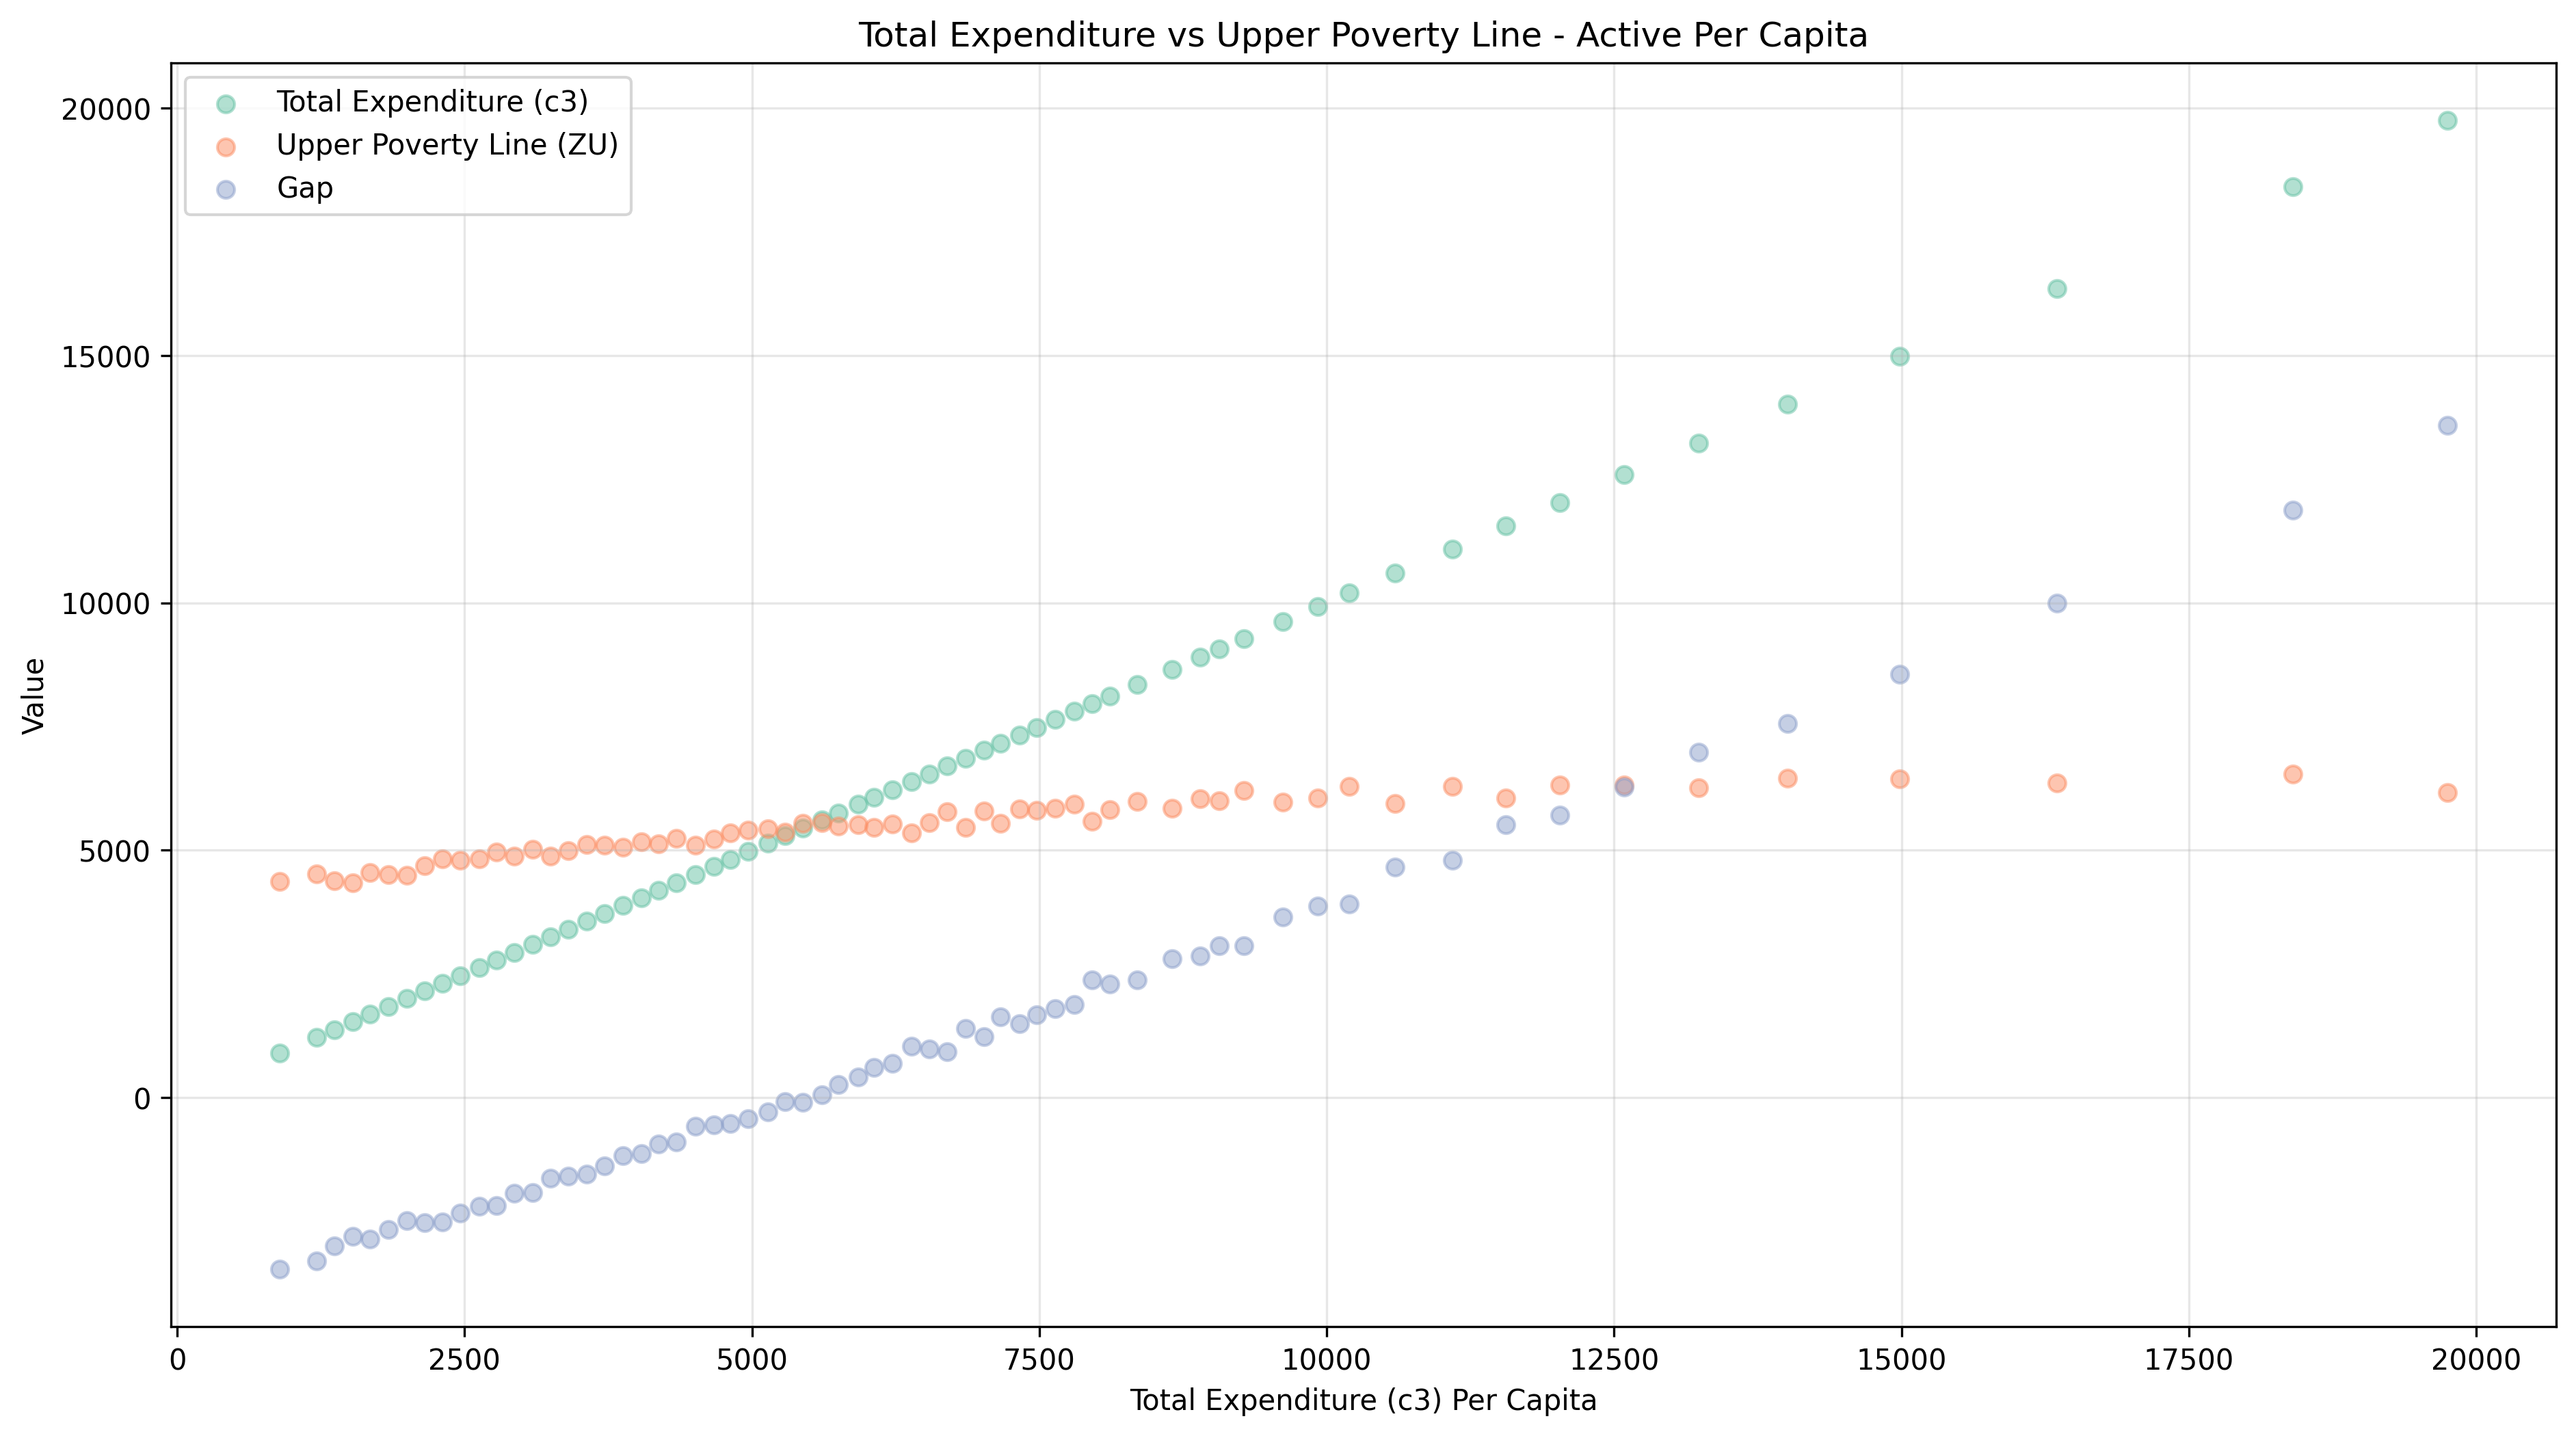 Total Expenditure vs Upper Poverty Line - Active Per Capita
Total Expenditure (c3)
Upper Poverty Line (ZU)
Gap
20000
15000
10000
5000
0
Value
0 2500 5000 7500 10000 12500 15000 17500 20000
Total Expenditure (c3) Per Capita